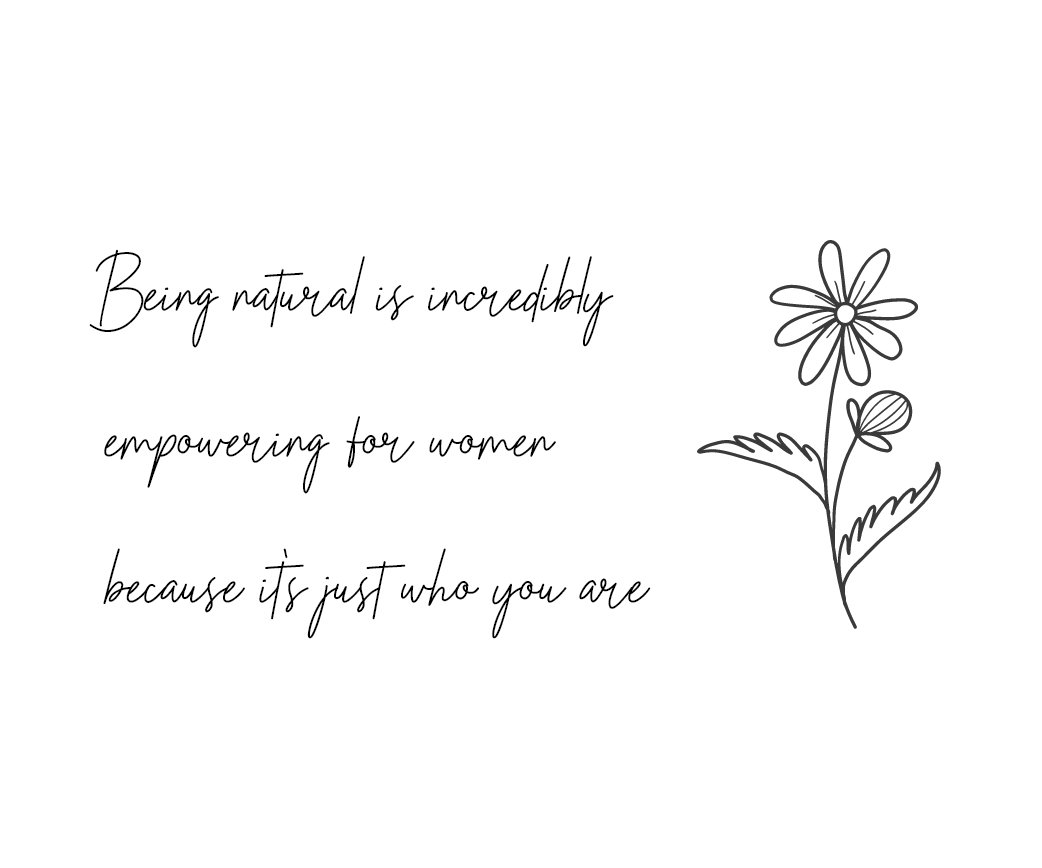 Being natural is incredibly
empowering for women
because it's just who you are